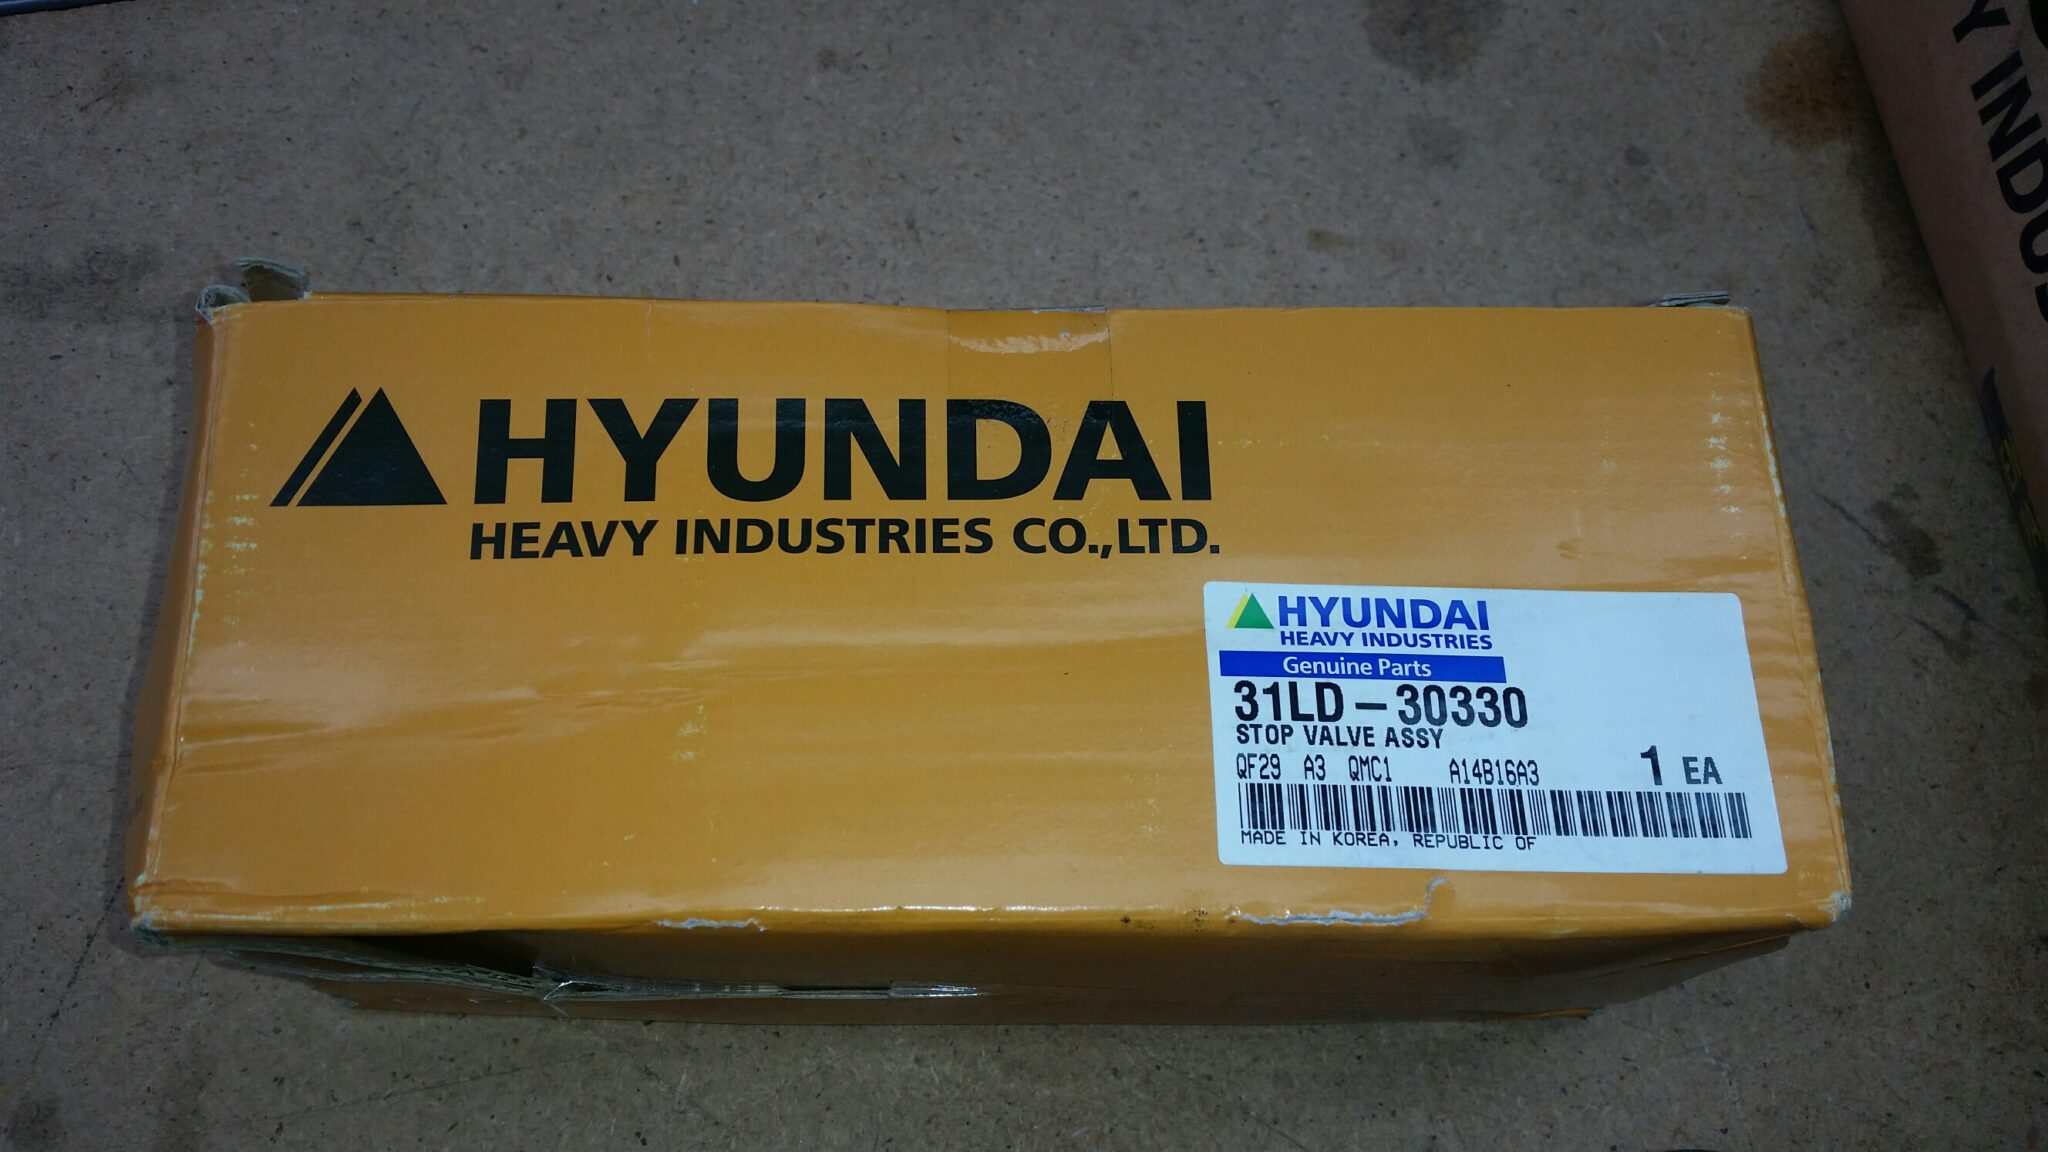 HYUNDAI
HEAVY INDUSTRIES CO.,LTD.
HYUNDAI
HEAVY INDUSTRIES
Genuine Parts
31LD-30330
STOP VALVE ASSY
QF29 A3 QMC1 A14B16A3 1 EA
MADE IN KOREA, REPUBLIC OF